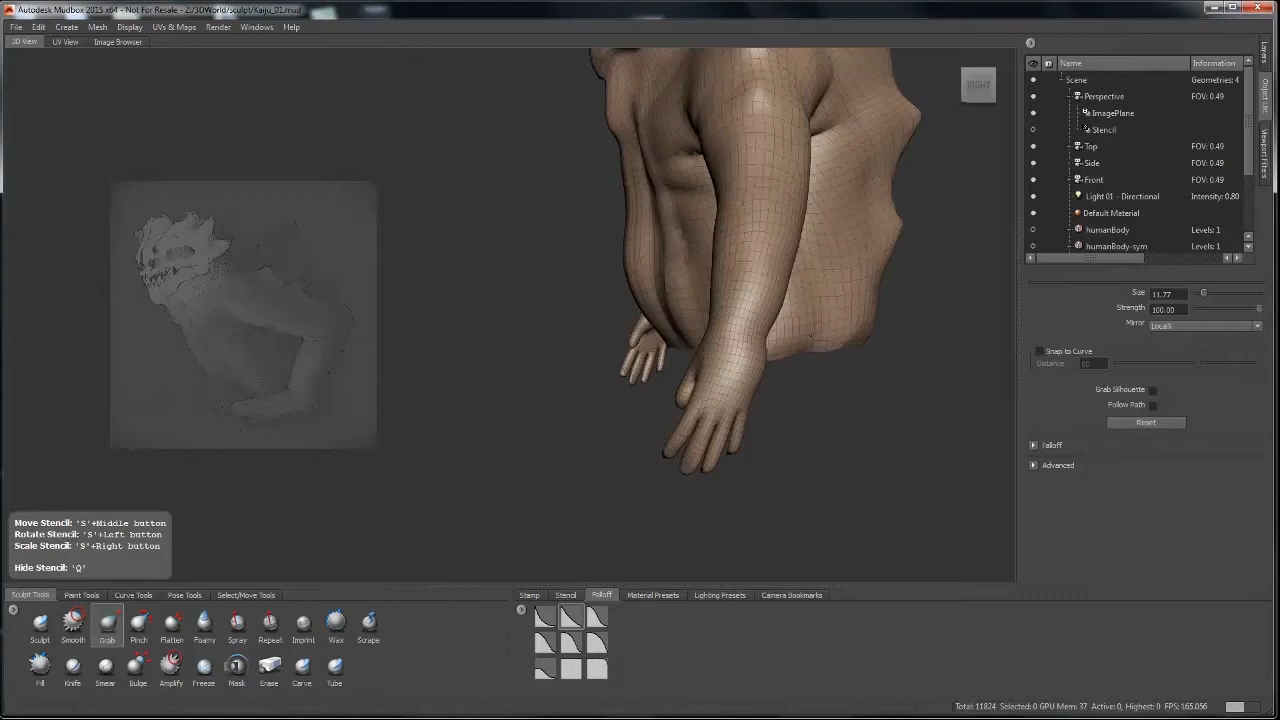 Autodesk Mudbox 2015 x64 - Not For Resale - Z:/3DWorld/sculpt/Kaiju_01.mud
File Edit Create Mesh Display UVs & Maps Render Windows Help
3D View UV View Image Browser
RIGHT
Name Information
Scene Geometries: 4
Perspective FOV: 0.49
ImagePlane
Stencil
Top FOV: 0.49
Side FOV: 0.49
Front FOV: 0.49
Light 01 - Directional Intensity: 0.80
Default Material
humanBody Levels: 1
humanBody-sym Levels: 1
Layers
Object List
Viewport Filters
Size 11.77
Strength 100.00
Mirror LocalX
Snap to Curve
Distance 60
Grab Silhouette
Follow Path
Reset
Falloff
Advanced
Move Stencil: 'S'+Middle button
Rotate Stencil: 'S'+Left button
Scale Stencil: 'S'+Right button
Hide Stencil: 'Q'
Sculpt Tools Paint Tools Curve Tools Pose Tools Select/Move Tools
Sculpt Smooth Grab Pinch Flatten Foamy Spray Repeat Imprint Wax Scrape
Fill Knife Smear Bulge Amplify Freeze Mask Erase Carve Tube
Stamp Stencil Falloff Material Presets Lighting Presets Camera Bookmarks
Total: 11824 Selected: 0 GPU Mem: 37 Active: 0, Highest: 0 FPS: 165.056